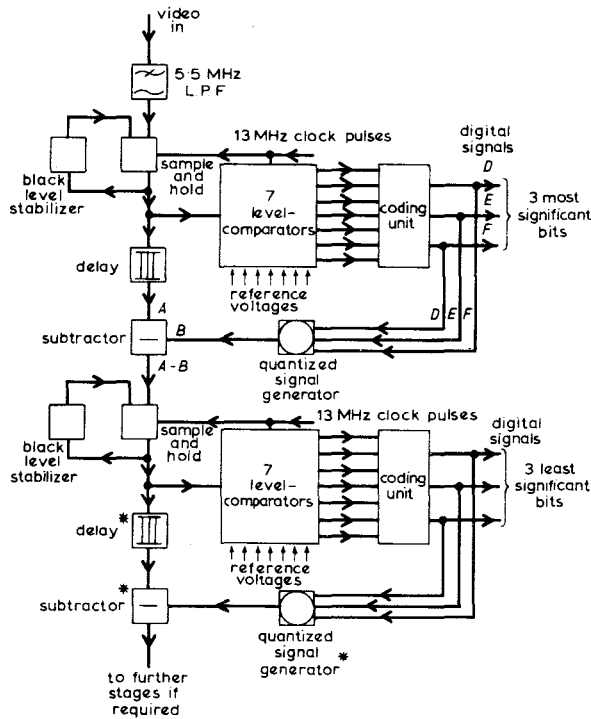 video
in
5·5 MHz
L.P.F
13 MHz clock pulses
digital
signals
sample
and
hold
black
level
stabilizer
7
level-
comparators
coding
unit
D
E
F
3 most
significant
bits
delay
reference
voltages
A
B
D E F
subtractor
—
A-B
quantized
signal
generator
13 MHz clock pulses
digital
signals
sample
and
hold
black
level
stabilizer
7
level-
comparators
coding
unit
3 least
significant
bits
delay*
reference
voltages
subtractor*
—
quantized
signal
generator*
to further
stages if
required